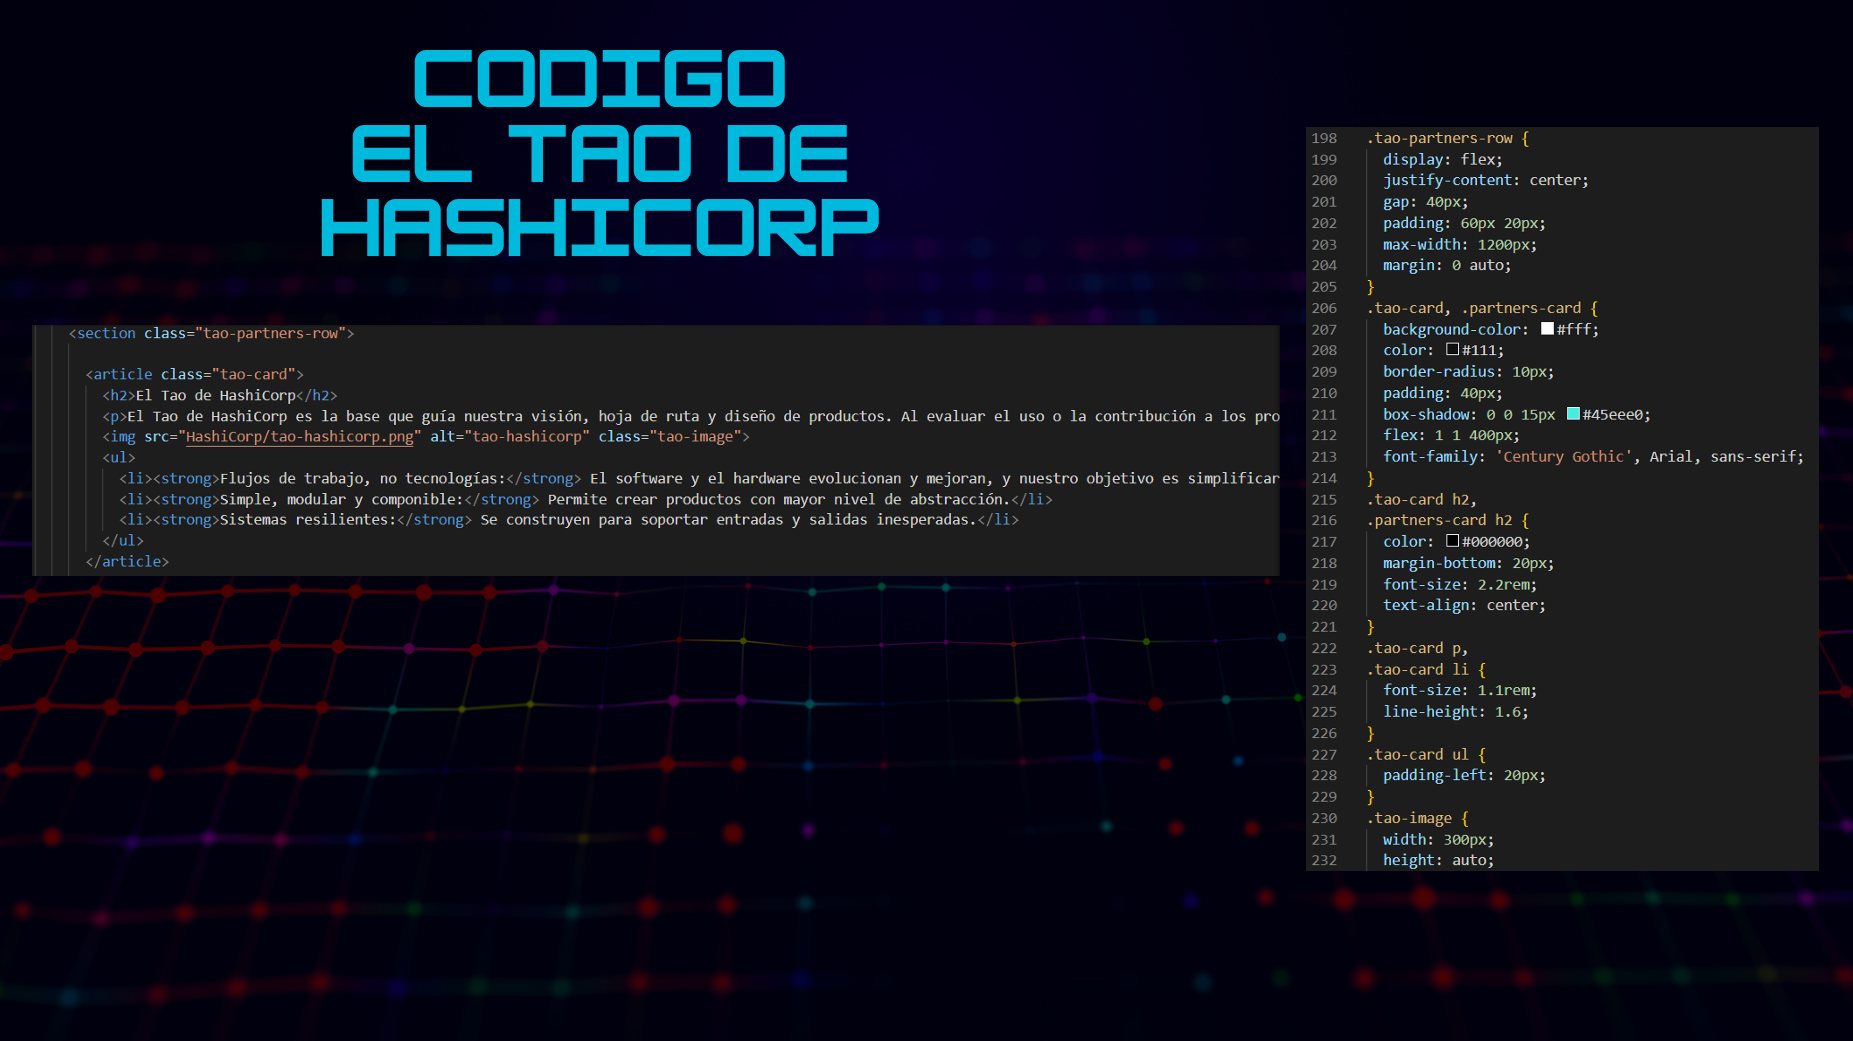 CODIGO
EL TAO DE
HASHICORP
<section class="tao-partners-row">
<article class="tao-card">
<h2>El Tao de HashiCorp</h2>
<p>El Tao de HashiCorp es la base que guía nuestra visión, hoja de ruta y diseño de productos. Al evaluar el uso o la contribución a los pro
<img src="HashiCorp/tao-hashicorp.png" alt="tao-hashicorp" class="tao-image">
<ul>
<li><strong>Flujos de trabajo, no tecnologías:</strong> El software y el hardware evolucionan y mejoran, y nuestro objetivo es simplificar
<li><strong>Simple, modular y componible:</strong> Permite crear productos con mayor nivel de abstracción.</li>
<li><strong>Sistemas resilientes:</strong> Se construyen para soportar entradas y salidas inesperadas.</li>
</ul>
</article>
198 .tao-partners-row {
199 display: flex;
200 justify-content: center;
201 gap: 40px;
202 padding: 60px 20px;
203 max-width: 1200px;
204 margin: 0 auto;
205 }
206 .tao-card, .partners-card {
207 background-color: #fff;
208 color: #111;
209 border-radius: 10px;
210 padding: 40px;
211 box-shadow: 0 0 15px #45eee0;
212 flex: 1 1 400px;
213 font-family: 'Century Gothic', Arial, sans-serif;
214 }
215 .tao-card h2,
216 .partners-card h2 {
217 color: #000000;
218 margin-bottom: 20px;
219 font-size: 2.2rem;
220 text-align: center;
221 }
222 .tao-card p,
223 .tao-card li {
224 font-size: 1.1rem;
225 line-height: 1.6;
226 }
227 .tao-card ul {
228 padding-left: 20px;
229 }
230 .tao-image {
231 width: 300px;
232 height: auto;